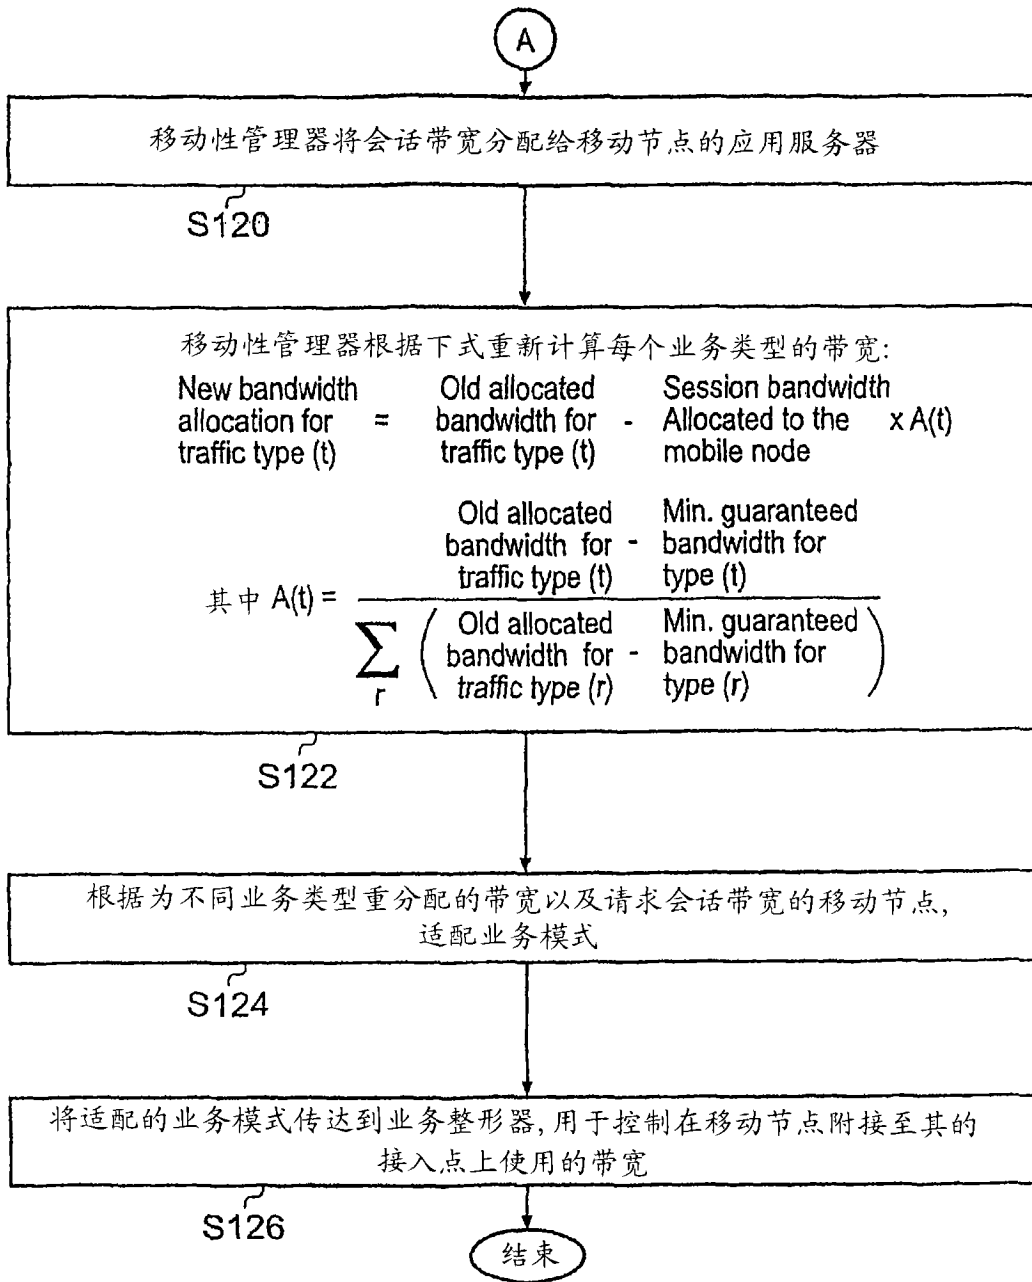 A
移动性管理器将会话带宽分配给移动节点的应用服务器
S120
移动性管理器根据下式重新计算每个业务类型的带宽:
New bandwidth Old allocated Session bandwidth
allocation for = bandwidth for - Allocated to the x A(t)
traffic type (t) traffic type (t) mobile node
Old allocated Min. guaranteed
bandwidth for - bandwidth for
traffic type (t) type (t)
其中 A(t) =
∑ ( Old allocated Min. guaranteed
bandwidth for - bandwidth for
r traffic type (r) type (r) )
S122
根据为不同业务类型重分配的带宽以及请求会话带宽的移动节点,
适配业务模式
S124
将适配的业务模式传达到业务整形器,用于控制在移动节点附接至其的
接入点上使用的带宽
S126
结束